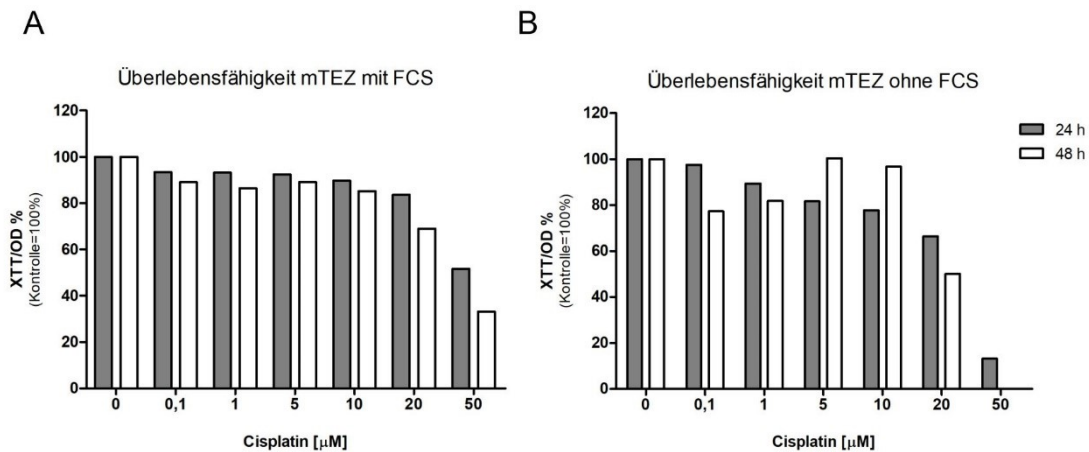 A
Überlebensfähigkeit mTEZ mit FCS
120
100
80
60
40
20
0
XTT/OD %
(Kontrolle=100%)
0 0,1 1 5 10 20 50
Cisplatin [µM]
B
Überlebensfähigkeit mTEZ ohne FCS
120
100
80
60
40
20
0
XTT/OD %
(Kontrolle=100%)
0 0,1 1 5 10 20 50
Cisplatin [µM]
24 h
48 h